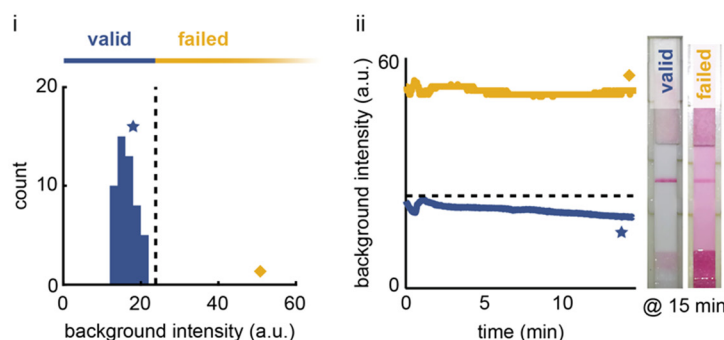 i
valid failed
20
10
0
count
0 20 40 60
background intensity (a.u.)
ii
60
0
background intensity (a.u.)
0 5 10
time (min)
valid
failed
@ 15 min